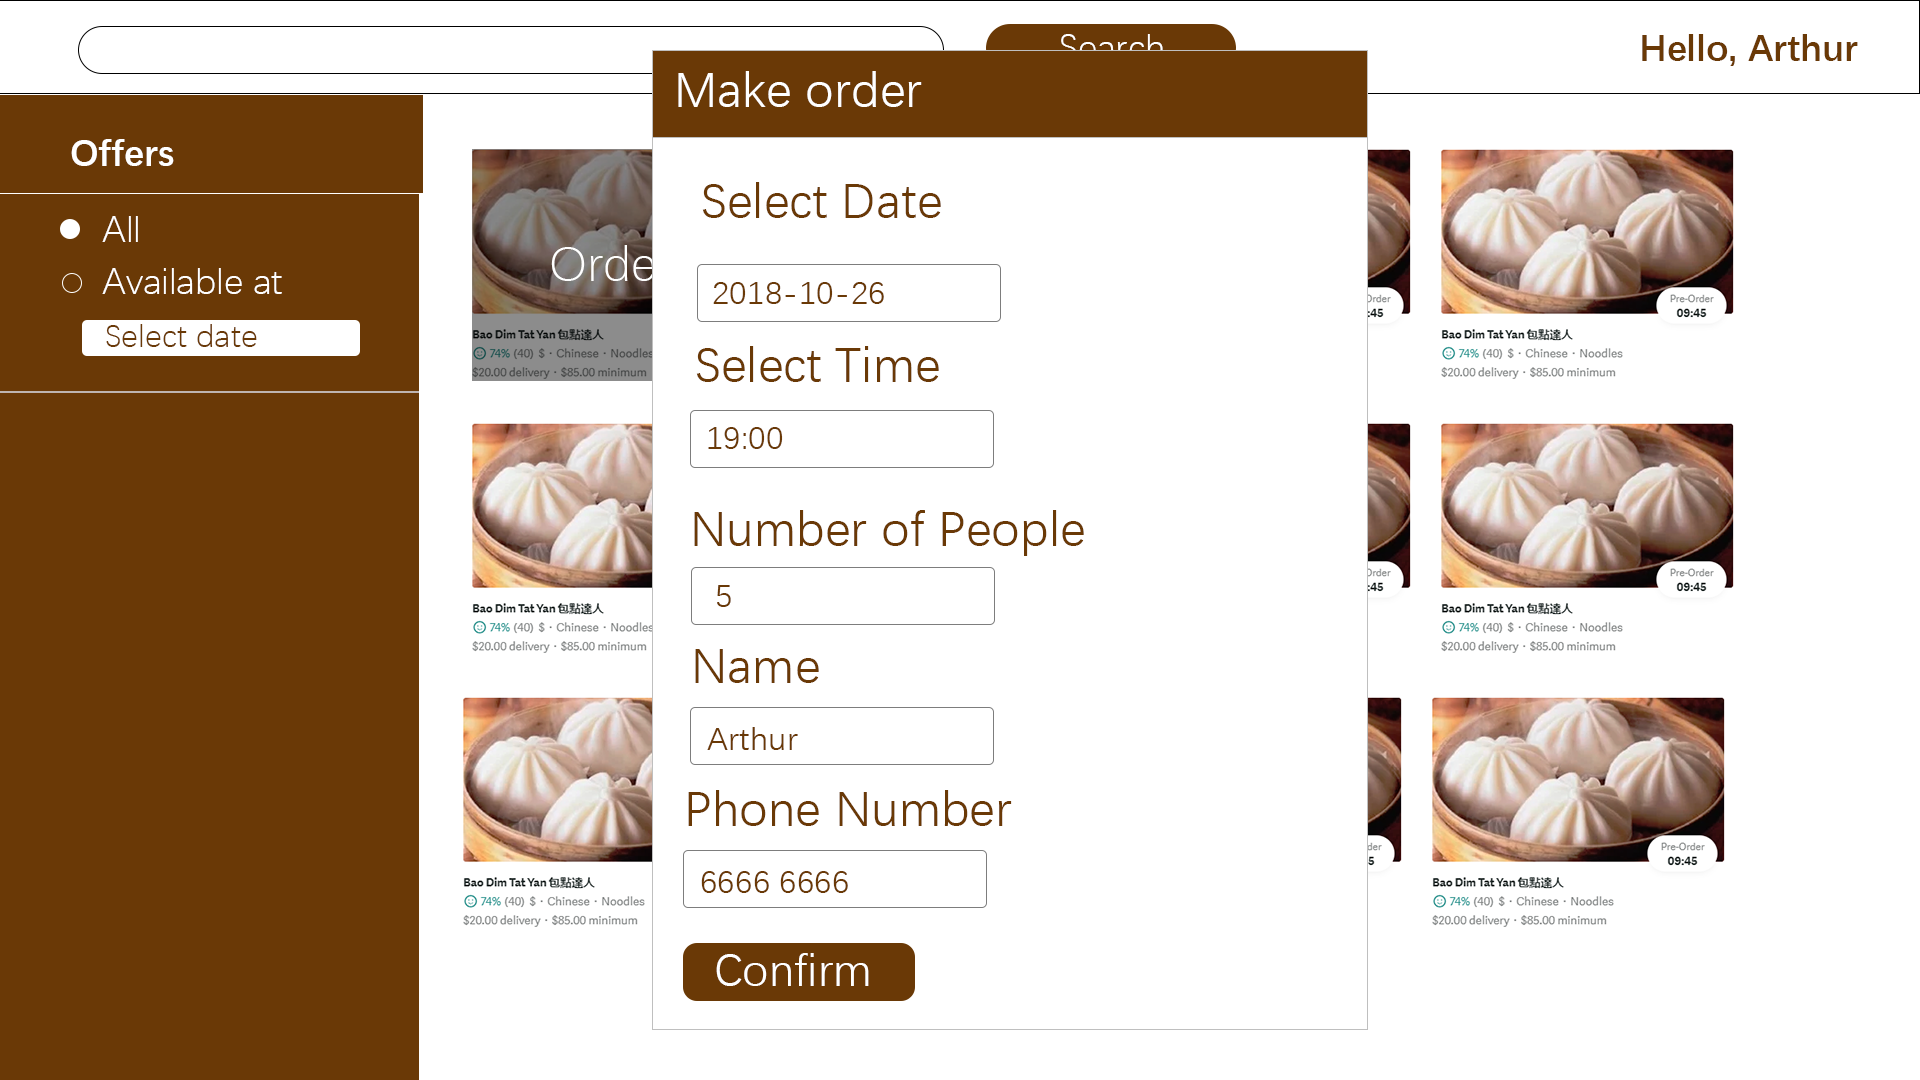 Search
Hello, Arthur
Make order
Offers
All
Available at
Select date
Select Date
2018-10-26
Select Time
19:00
Number of People
5
Name
Arthur
Phone Number
6666 6666
Confirm
Bao Dim Tat Yan 包點達人
74% (40) $ · Chinese · Noodles
$20.00 delivery · $85.00 minimum
Pre-Order
09:45
Bao Dim Tat Yan 包點達人
74% (40) $ · Chinese · Noodles
$20.00 delivery · $85.00 minimum
Bao Dim Tat Yan 包點達人
74% (40) $ · Chinese · Noodles
$20.00 delivery · $85.00 minimum
Pre-Order
09:45
Bao Dim Tat Yan 包點達人
74% (40) $ · Chinese · Noodles
$20.00 delivery · $85.00 minimum
Bao Dim Tat Yan 包點達人
74% (40) $ · Chinese · Noodles
$20.00 delivery · $85.00 minimum
Pre-Order
09:45
Bao Dim Tat Yan 包點達人
74% (40) $ · Chinese · Noodles
$20.00 delivery · $85.00 minimum